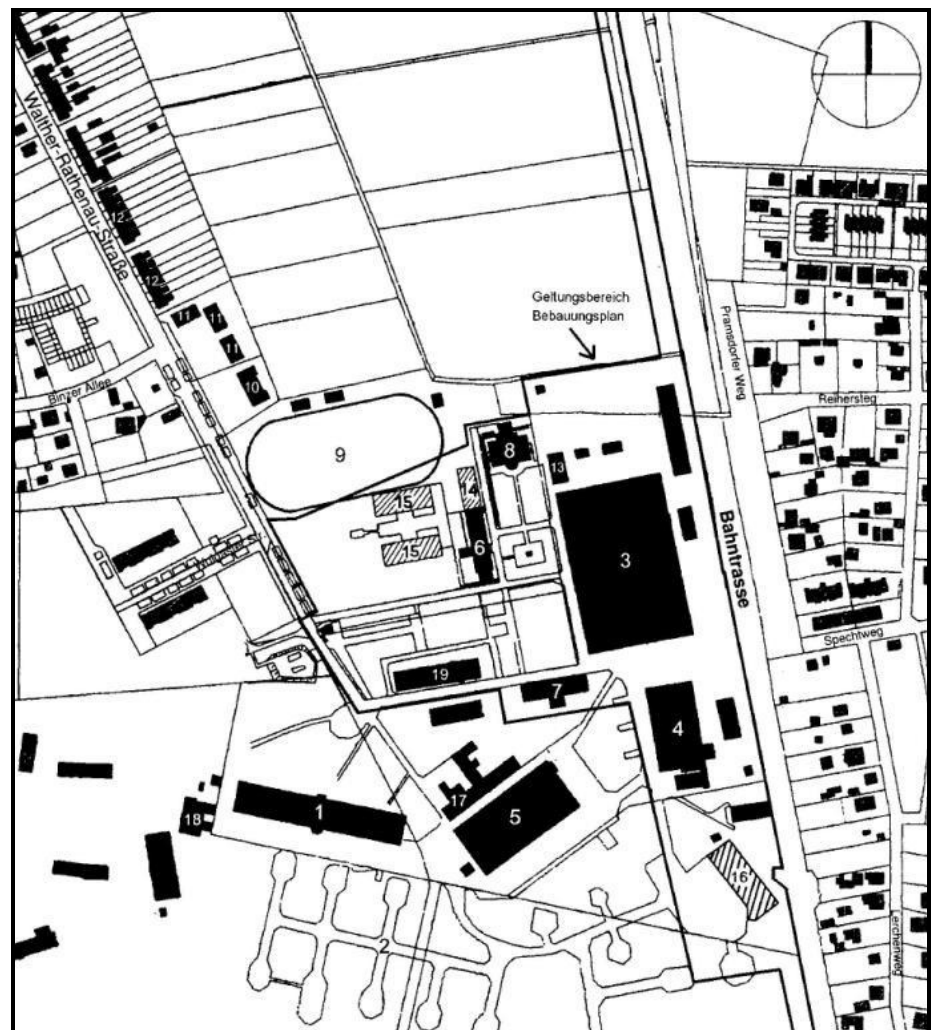 Walther-Rathenau-Straße
12
12
11
11
11
10
Geltungsbereich
Bebauungsplan
Pramsdorfer Weg
Binzer Allee
Reihersteg
9
8
13
14
15
15
6
3
Bahntrasse
Spechtweg
19
7
4
17
5
1
18
16
2
Lerchenweg